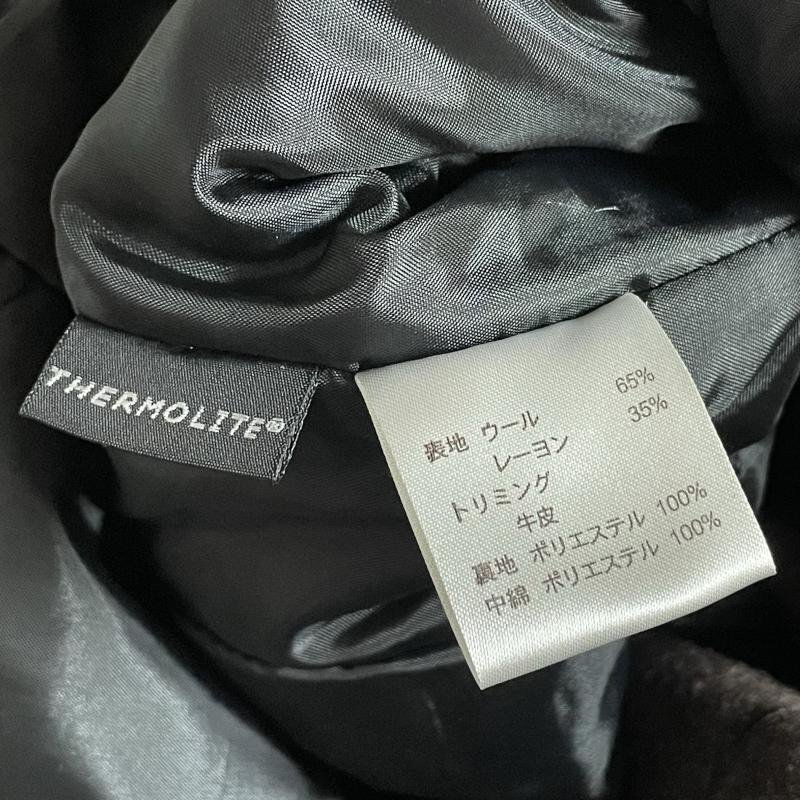 THERMOLITE®
表地 ウール 65%
レーヨン 35%
トリミング
牛皮
裏地 ポリエステル 100%
中綿 ポリエステル 100%